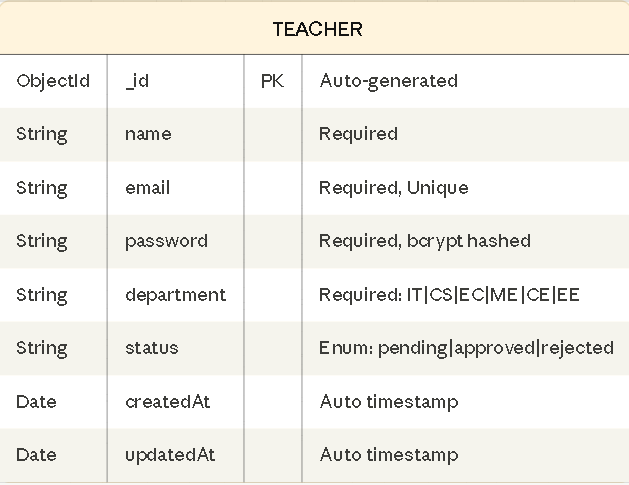 TEACHER
ObjectId _id PK Auto-generated
String name Required
String email Required, Unique
String password Required, bcrypt hashed
String department Required: IT|CS|EC|ME|CE|EE
String status Enum: pending|approved|rejected
Date createdAt Auto timestamp
Date updatedAt Auto timestamp